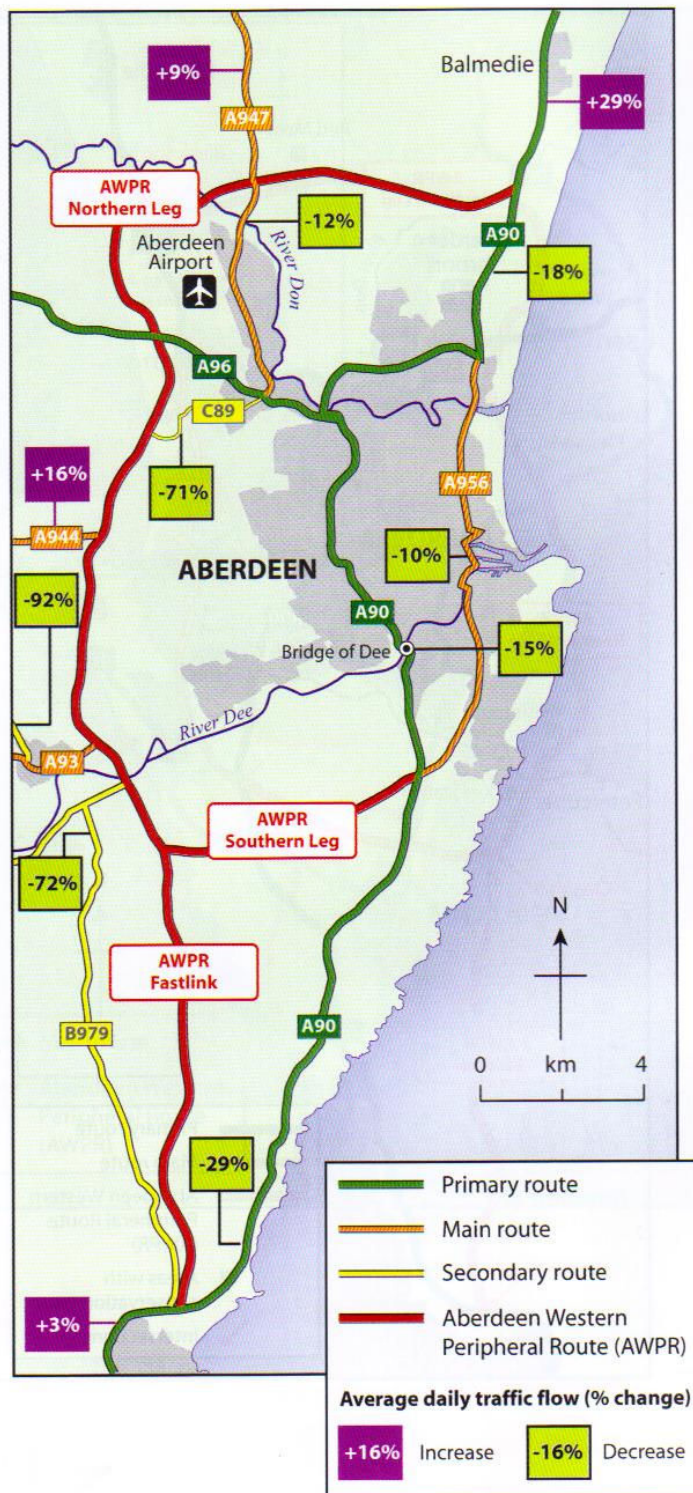 +9%
Balmedie
+29%
A947
AWPR
Northern Leg
-12%
Aberdeen
Airport
River Don
A90
-18%
A96
C89
+16%
-71%
A956
A944
-10%
ABERDEEN
-92%
A90
Bridge of Dee
-15%
River Dee
A93
AWPR
Southern Leg
-72%
N
AWPR
Fastlink
B979
A90
0 km 4
-29%
+3%
Primary route
Main route
Secondary route
Aberdeen Western
Peripheral Route (AWPR)
Average daily traffic flow (% change)
+16% Increase
-16% Decrease